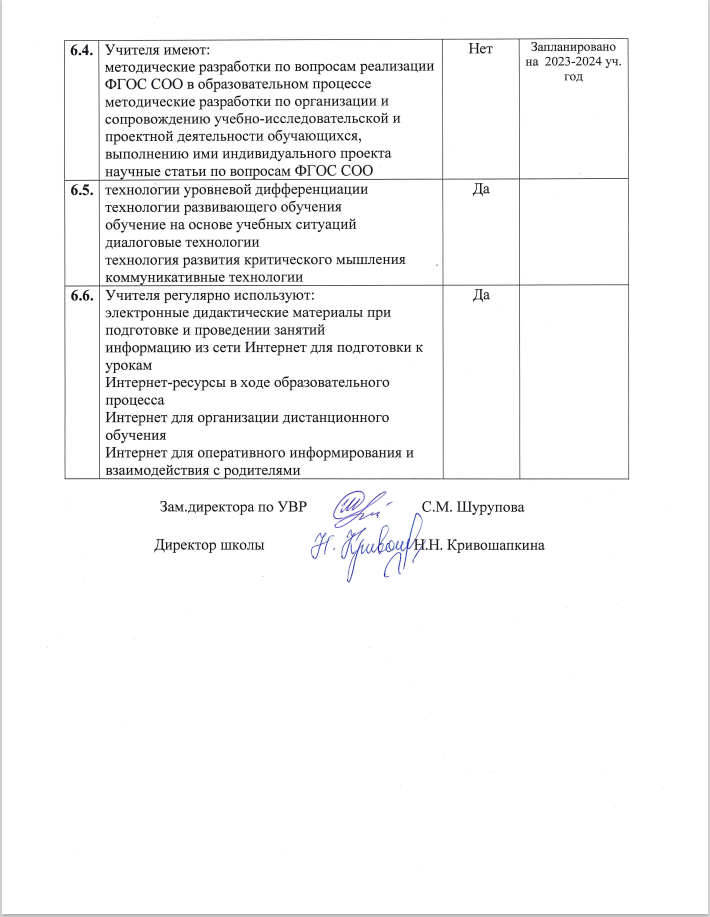 6.4. Учителя имеют: Нет Запланировано
методические разработки по вопросам реализации на 2023-2024 уч.
ФГОС СОО в образовательном процессе год
методические разработки по организации и
сопровождению учебно-исследовательской и
проектной деятельности обучающихся,
выполнению ими индивидуального проекта
научные статьи по вопросам ФГОС СОО
6.5. технологии уровневой дифференциации Да
технологии развивающего обучения
обучение на основе учебных ситуаций
диалоговые технологии
технология развития критического мышления
коммуникативные технологии
6.6. Учителя регулярно используют: Да
электронные дидактические материалы при
подготовке и проведении занятий
информацию из сети Интернет для подготовки к
урокам
Интернет-ресурсы в ходе образовательного
процесса
Интернет для организации дистанционного
обучения
Интернет для оперативного информирования и
взаимодействия с родителями
Зам.директора по УВР С.М. Шурупова
Директор школы Н.Н. Кривошапкина